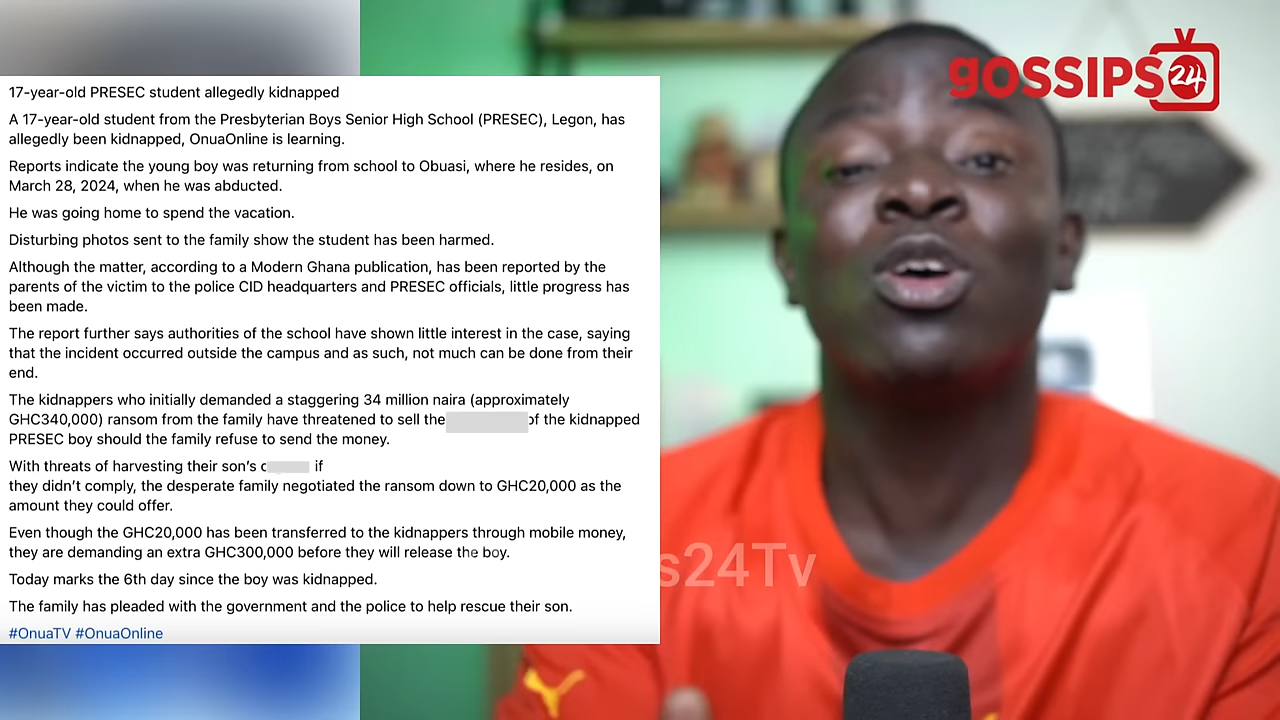 17-year-old PRESEC student allegedly kidnapped
A 17-year-old student from the Presbyterian Boys Senior High School (PRESEC), Legon, has
allegedly been kidnapped, OnuaOnline is learning.
Reports indicate the young boy was returning from school to Obuasi, where he resides, on
March 28, 2024, when he was abducted.
He was going home to spend the vacation.
Disturbing photos sent to the family show the student has been harmed.
Although the matter, according to a Modern Ghana publication, has been reported by the
parents of the victim to the police CID headquarters and PRESEC officials, little progress has
been made.
The report further says authorities of the school have shown little interest in the case, saying
that the incident occurred outside the campus and as such, not much can be done from their
end.
The kidnappers who initially demanded a staggering 34 million naira (approximately
GHC340,000) ransom from the family have threatened to sell the of the kidnapped
PRESEC boy should the family refuse to send the money.
With threats of harvesting their son's if
they didn't comply, the desperate family negotiated the ransom down to GHC20,000 as the
amount they could offer.
Even though the GHC20,000 has been transferred to the kidnappers through mobile money,
they are demanding an extra GHC300,000 before they will release the boy.
Today marks the 6th day since the boy was kidnapped.
The family has pleaded with the government and the police to help rescue their son.
#OnuaTV #OnuaOnline
gOSSIPS24
s24Tv